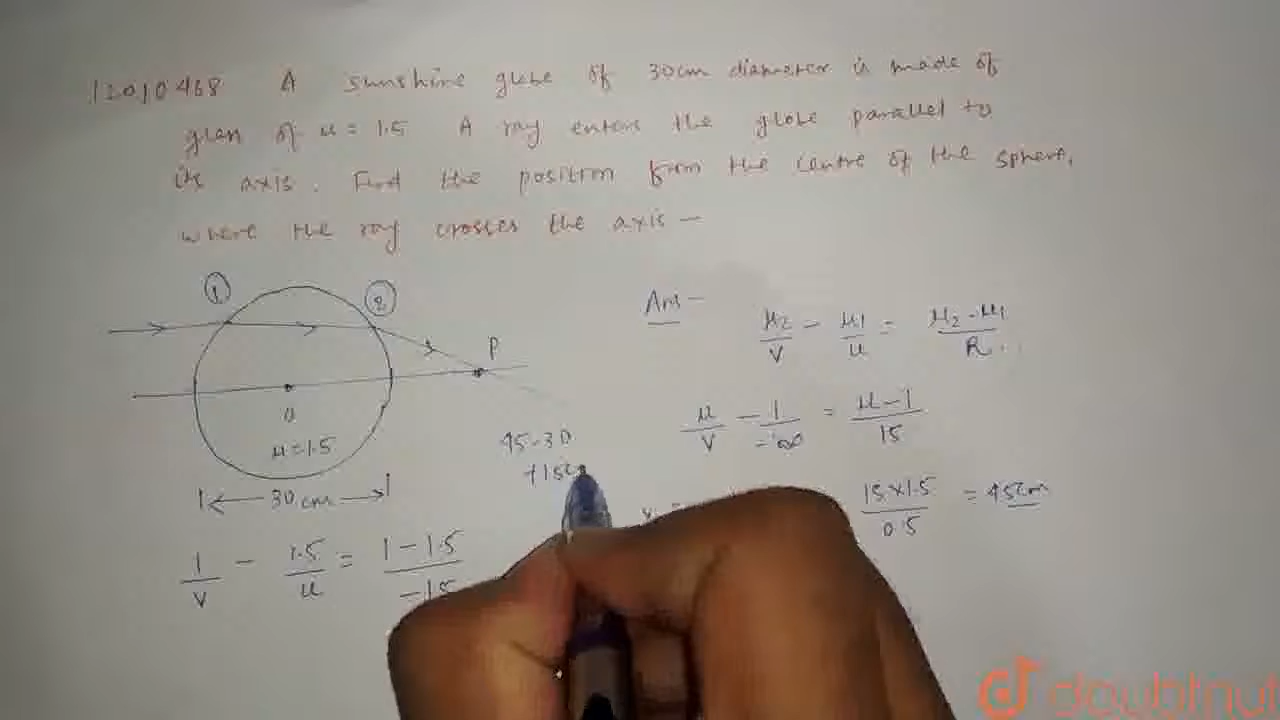 12010468 A sunshine globe of 30cm diameter is made of
glass of μ = 1.5 A ray enters the globe parallel to
its axis. Find the position from the centre of the sphere,
where the ray crosses the axis —
① ②
P
O
μ=1.5
30 cm
Ans —
μ2/v − μ1/u = μ2−μ1/R
μ/v − 1/−∞ = μ−1/15
15×1.5/0.5 = 45cm
45-30
+15c
1/v − 1.5/u = 1−1.5/−15
doubtnut